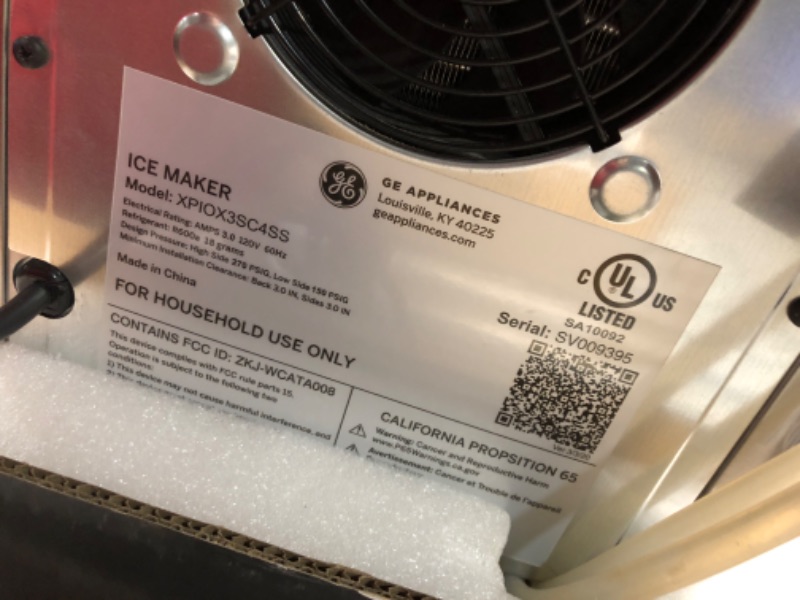 ICE MAKER
Model: XPIOX3SC4SS
Electrical Rating: AMPS 3.0 120V 60Hz
Refrigerant: R600a 18 grams
Design Pressure: High Side 275 PSIG, Low Side 159 PSIG
Minimum Installation Clearance: Back 3.0 IN, Sides 3.0 IN
Made in China
FOR HOUSEHOLD USE ONLY
GE
GE APPLIANCES
Louisville, KY 40225
geappliances.com
C UL US
®
LISTED
SA10092
Serial: SV009395
CONTAINS FCC ID: ZKJ-WCATA008
This device complies with FCC rule parts 15.
Operation is subject to the following two
conditions:
1) This device may not cause harmful interference, and
CALIFORNIA PROPSITION 65
Warning: Cancer and Reproductive Harm
www.P65Warnings.ca.gov
Avertisement: Cancer et Trouble de l'appareil